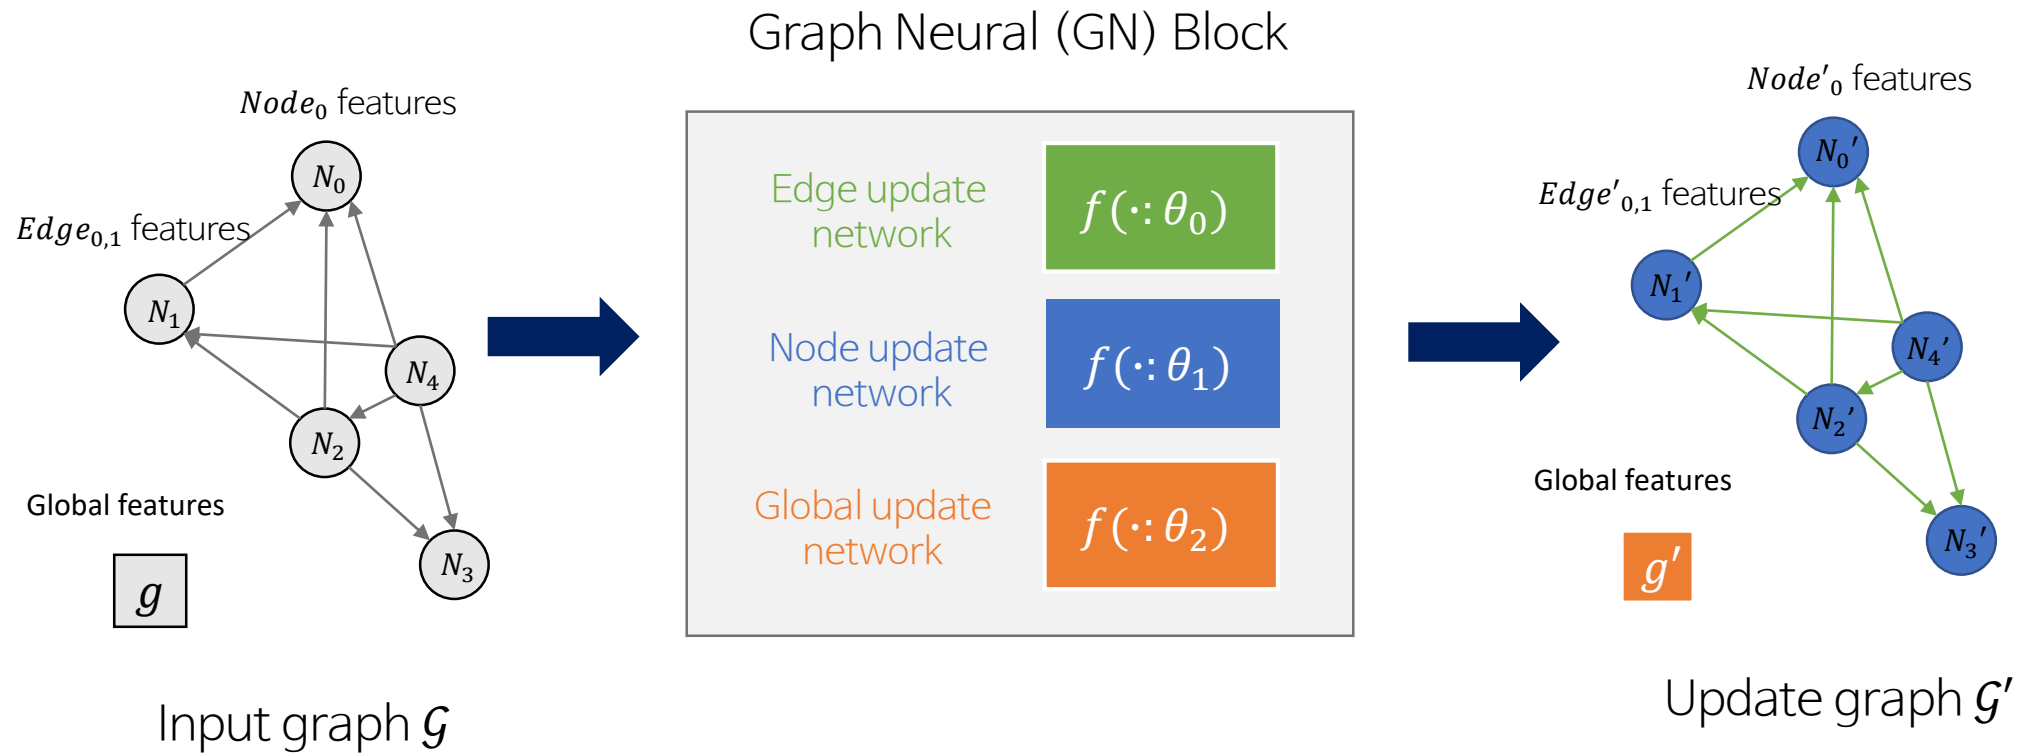 Graph Neural (GN) Block
Node₀ features
Edge₀,₁ features
N₀
N₁
N₄
N₂
N₃
Global features
g
Input graph 𝒢
Edge update
network
f(·: θ₀)
Node update
network
f(·: θ₁)
Global update
network
f(·: θ₂)
Node′₀ features
Edge′₀,₁ features
N₀′
N₁′
N₄′
N₂′
N₃′
Global features
g′
Update graph 𝒢′